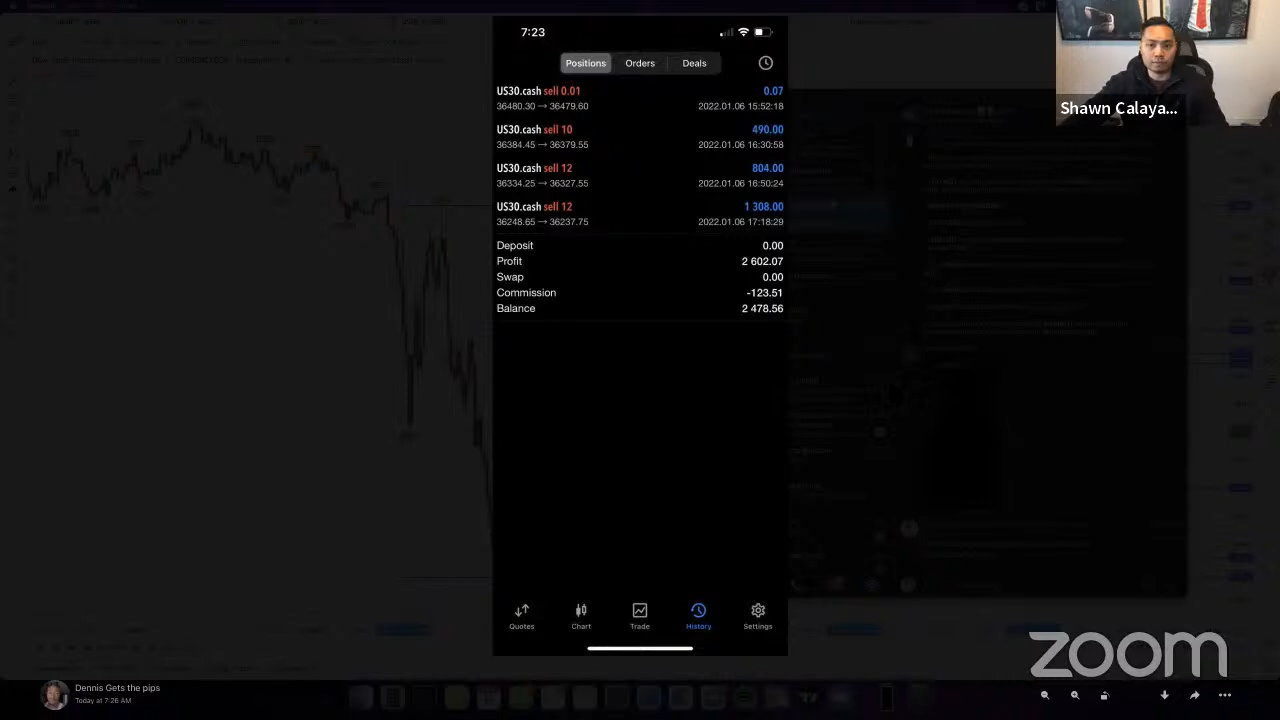 7:23
Positions Orders Deals
US30.cash sell 0.01 0.07
36480.30 → 36479.60 2022.01.06 15:52:18
US30.cash sell 10 490.00
36384.45 → 36379.55 2022.01.06 16:30:58
US30.cash sell 12 804.00
36334.25 → 36327.55 2022.01.06 16:50:24
US30.cash sell 12 1 308.00
36248.65 → 36237.75 2022.01.06 17:18:29
Deposit 0.00
Profit 2 602.07
Swap 0.00
Commission -123.51
Balance 2 478.56
Quotes Chart Trade History Settings
Shawn Calaya...
zoom
Dennis Gets the pips
Today at 7:26 AM